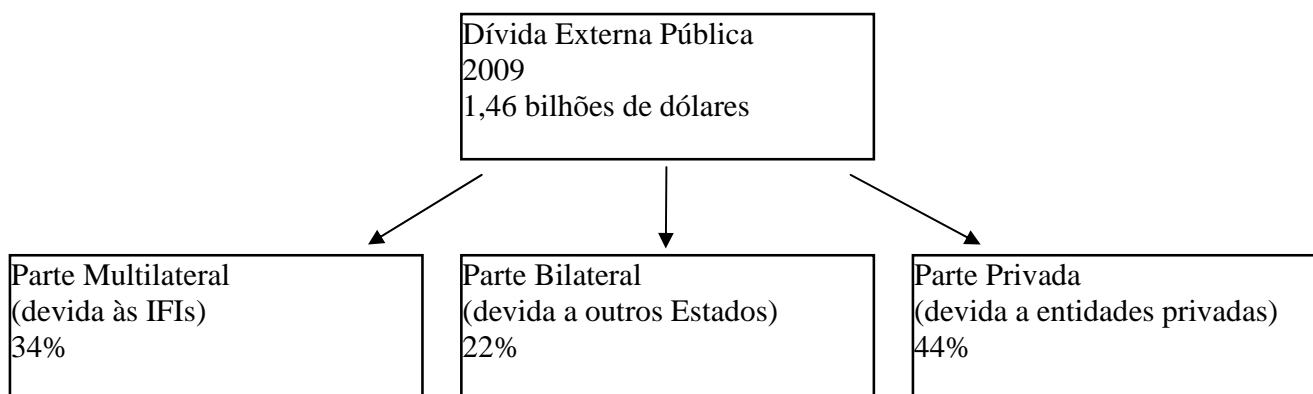 Dívida Externa Pública
2009
1,46 bilhões de dólares
Parte Multilateral
(devida às IFIs)
34%
Parte Bilateral
(devida a outros Estados)
22%
Parte Privada
(devida a entidades privadas)
44%